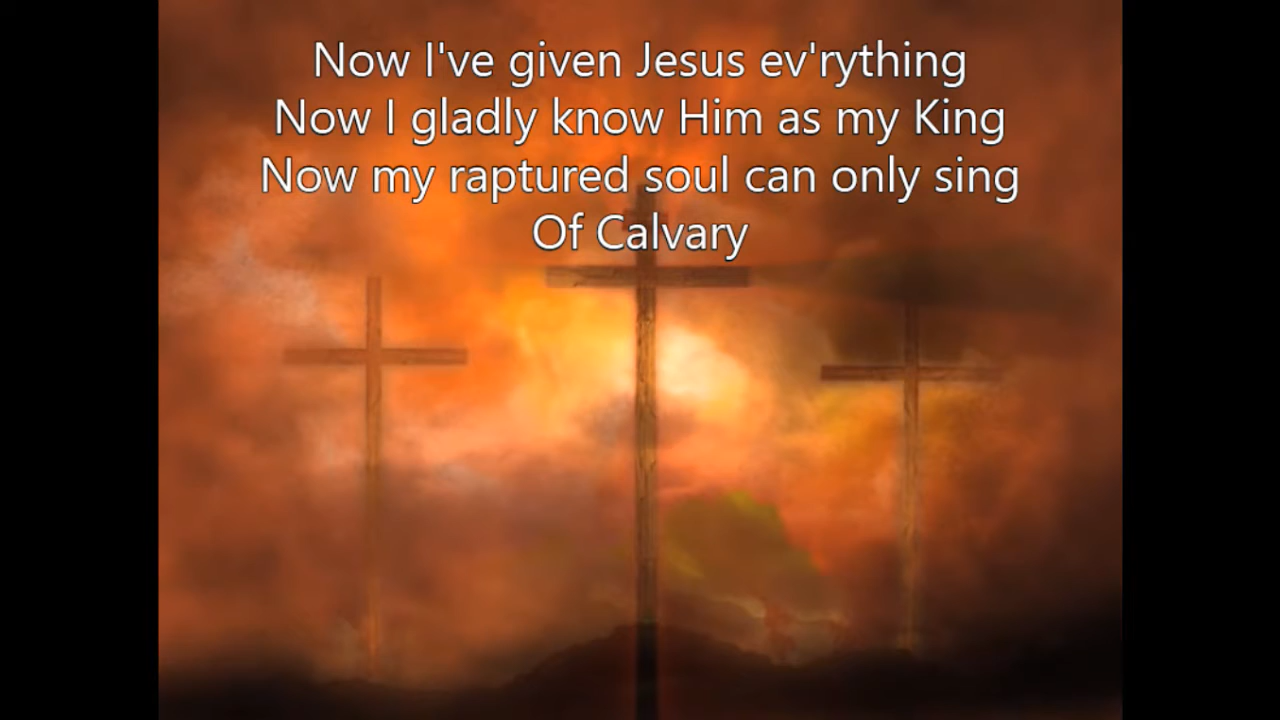 Now I've given Jesus ev'rything
Now I gladly know Him as my King
Now my raptured soul can only sing
Of Calvary